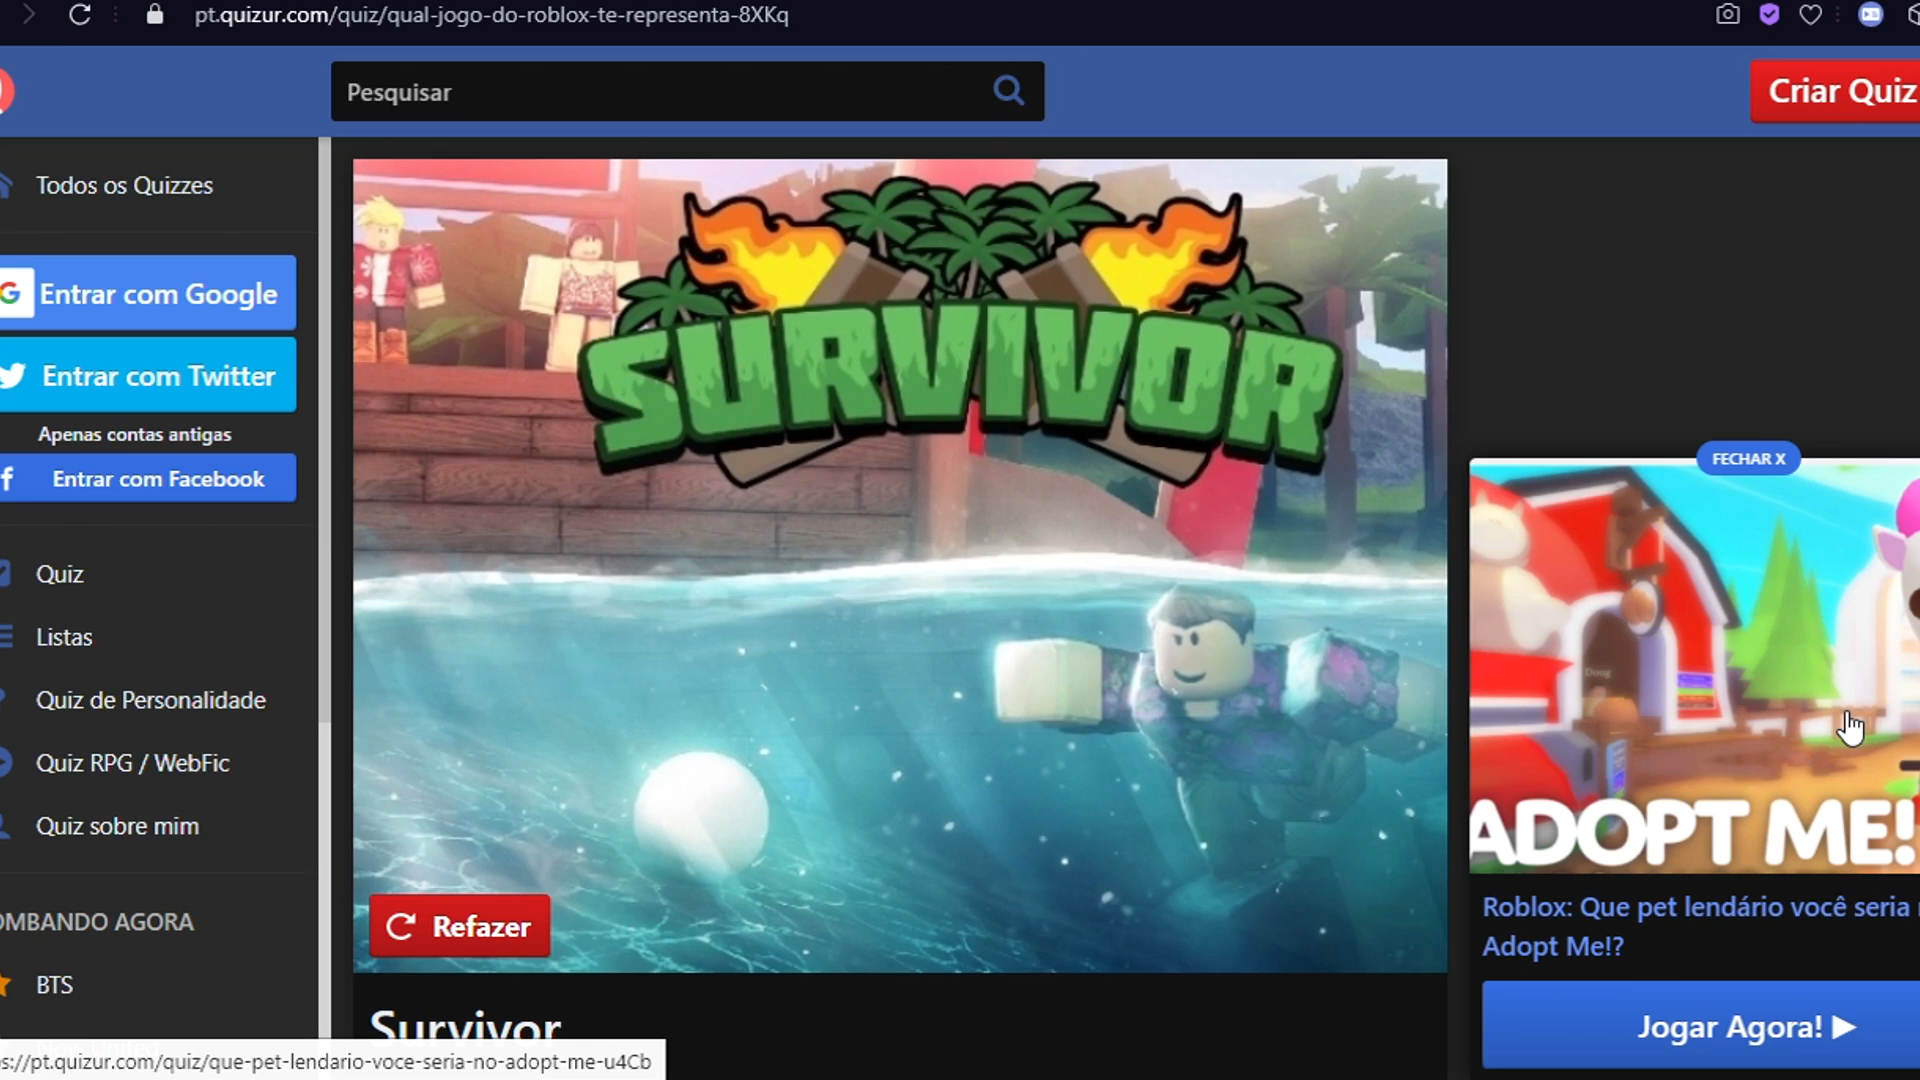 pt.quizur.com/quiz/qual-jogo-do-roblox-te-representa-8XKq
Pesquisar
Criar Quiz
Todos os Quizzes
Entrar com Google
Entrar com Twitter
Apenas contas antigas
Entrar com Facebook
Quiz
Listas
Quiz de Personalidade
Quiz RPG / WebFic
Quiz sobre mim
OMBANDO AGORA
BTS
SURVIVOR
Refazer
Survivor
FECHAR X
Doug
ADOPT ME!
Roblox: Que pet lendário você seria
Adopt Me!?
Jogar Agora!
s://pt.quizur.com/quiz/que-pet-lendario-voce-seria-no-adopt-me-u4Cb